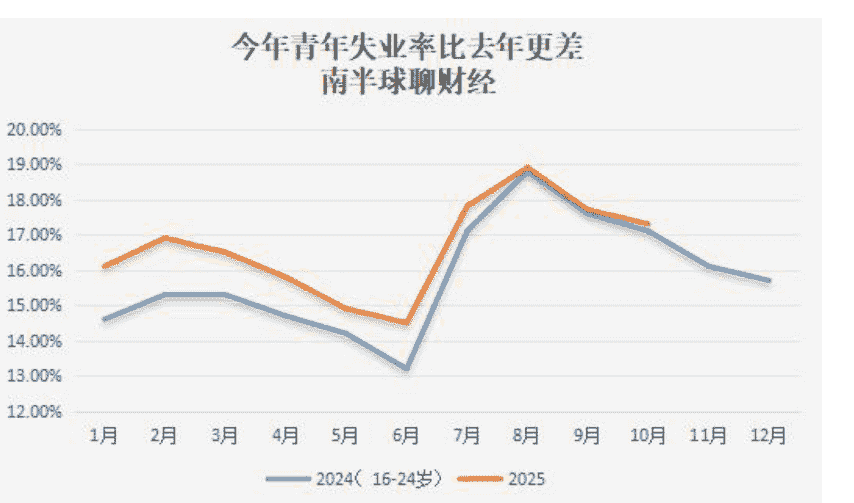 今年青年失业率比去年更差
南半球聊财经
20.00%
19.00%
18.00%
17.00%
16.00%
15.00%
14.00%
13.00%
12.00%
1月 2月 3月 4月 5月 6月 7月 8月 9月 10月 11月 12月
2024（16-24岁） 2025